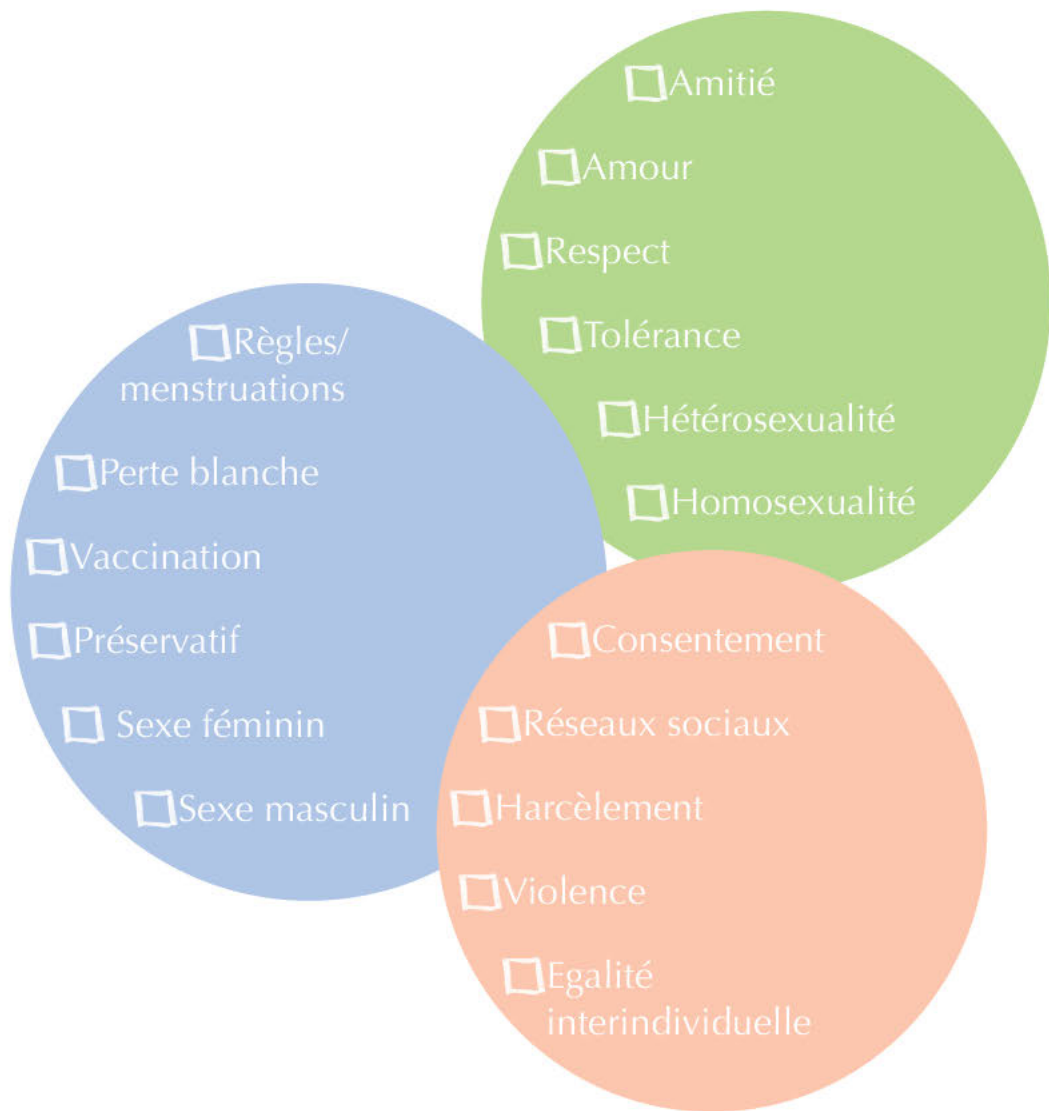 Amitié
Amour
Respect
Tolérance
Hétérosexualité
Homosexualité
Règles/
menstruations
Perte blanche
Vaccination
Préservatif
Sexe féminin
Sexe masculin
Consentement
Réseaux sociaux
Harcèlement
Violence
Egalité
interindividuelle